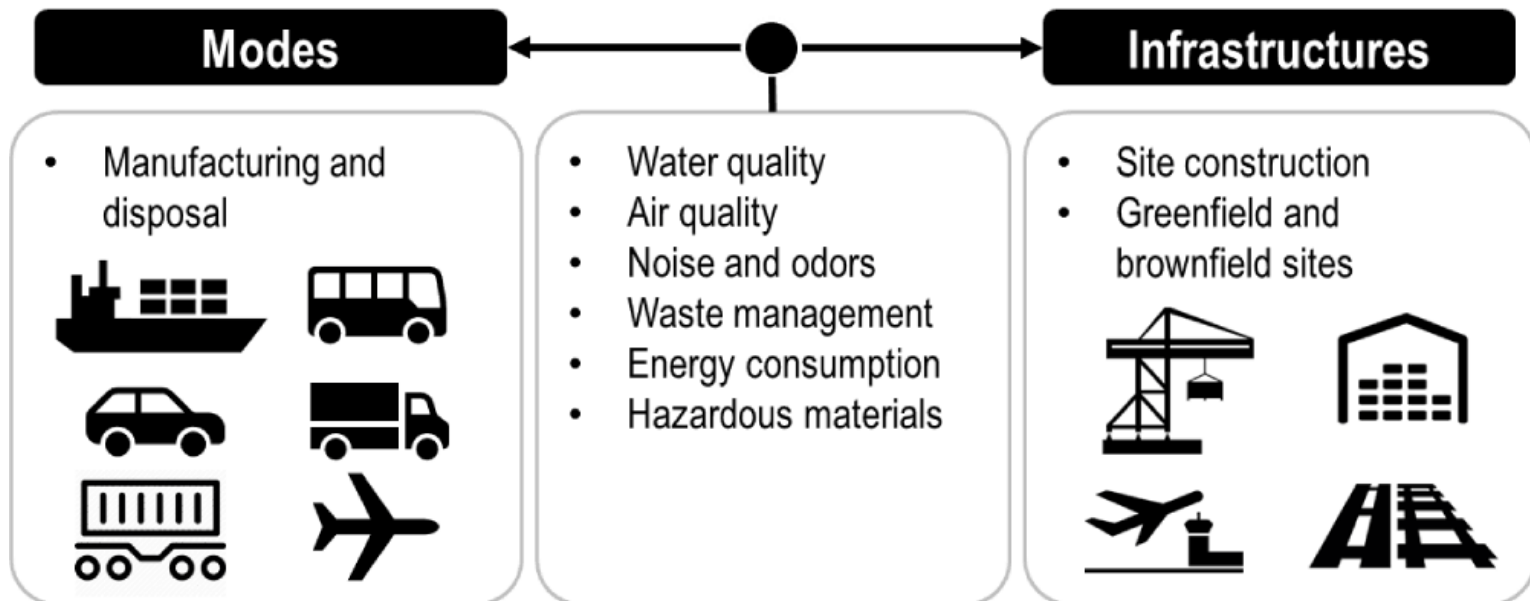 Modes
Infrastructures
• Manufacturing and
disposal
• Water quality
• Air quality
• Noise and odors
• Waste management
• Energy consumption
• Hazardous materials
• Site construction
• Greenfield and
brownfield sites